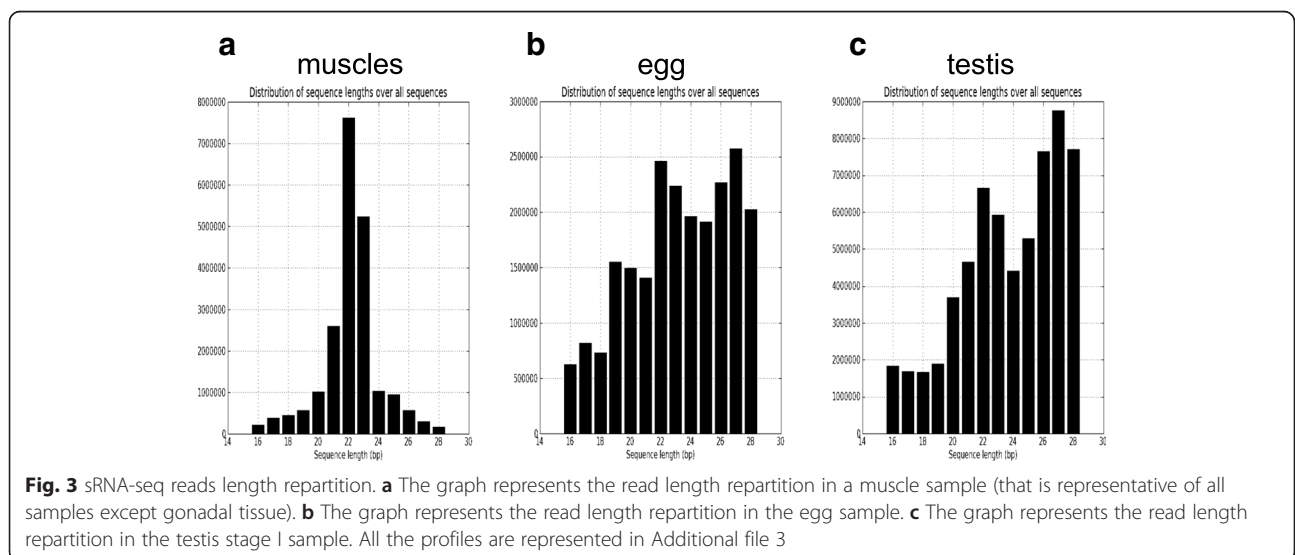 a
muscles
Distribution of sequence lengths over all sequences
8000000
7000000
6000000
5000000
4000000
3000000
2000000
1000000
0
14 16 18 20 22 24 26 28 30
Sequence length (bp)
b
egg
Distribution of sequence lengths over all sequences
3000000
2500000
2000000
1500000
1000000
500000
0
14 16 18 20 22 24 26 28 30
Sequence length (bp)
c
testis
Distribution of sequence lengths over all sequences
9000000
8000000
7000000
6000000
5000000
4000000
3000000
2000000
1000000
0
14 16 18 20 22 24 26 28 30
Sequence length (bp)
Fig. 3 sRNA-seq reads length repartition. a The graph represents the read length repartition in a muscle sample (that is representative of all
samples except gonadal tissue). b The graph represents the read length repartition in the egg sample. c The graph represents the read length
repartition in the testis stage I sample. All the profiles are represented in Additional file 3